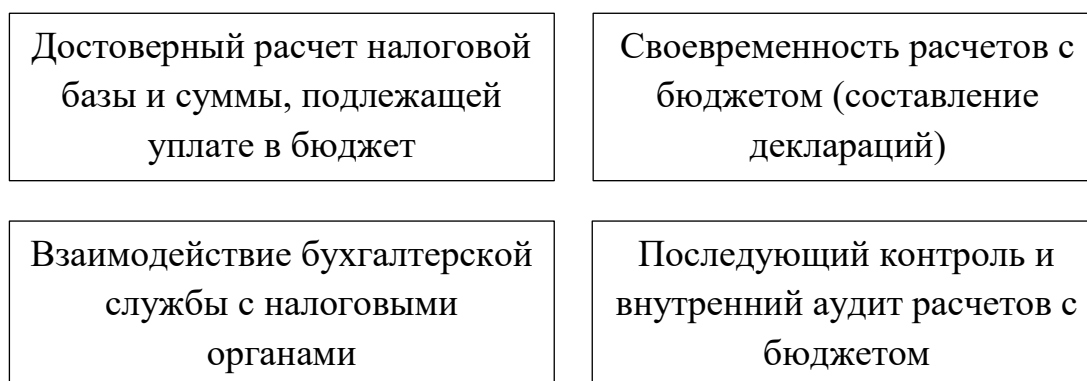 Достоверный расчет налоговой
базы и суммы, подлежащей
уплате в бюджет
Своевременность расчетов с
бюджетом (составление
деклараций)
Взаимодействие бухгалтерской
службы с налоговыми
органами
Последующий контроль и
внутренний аудит расчетов с
бюджетом